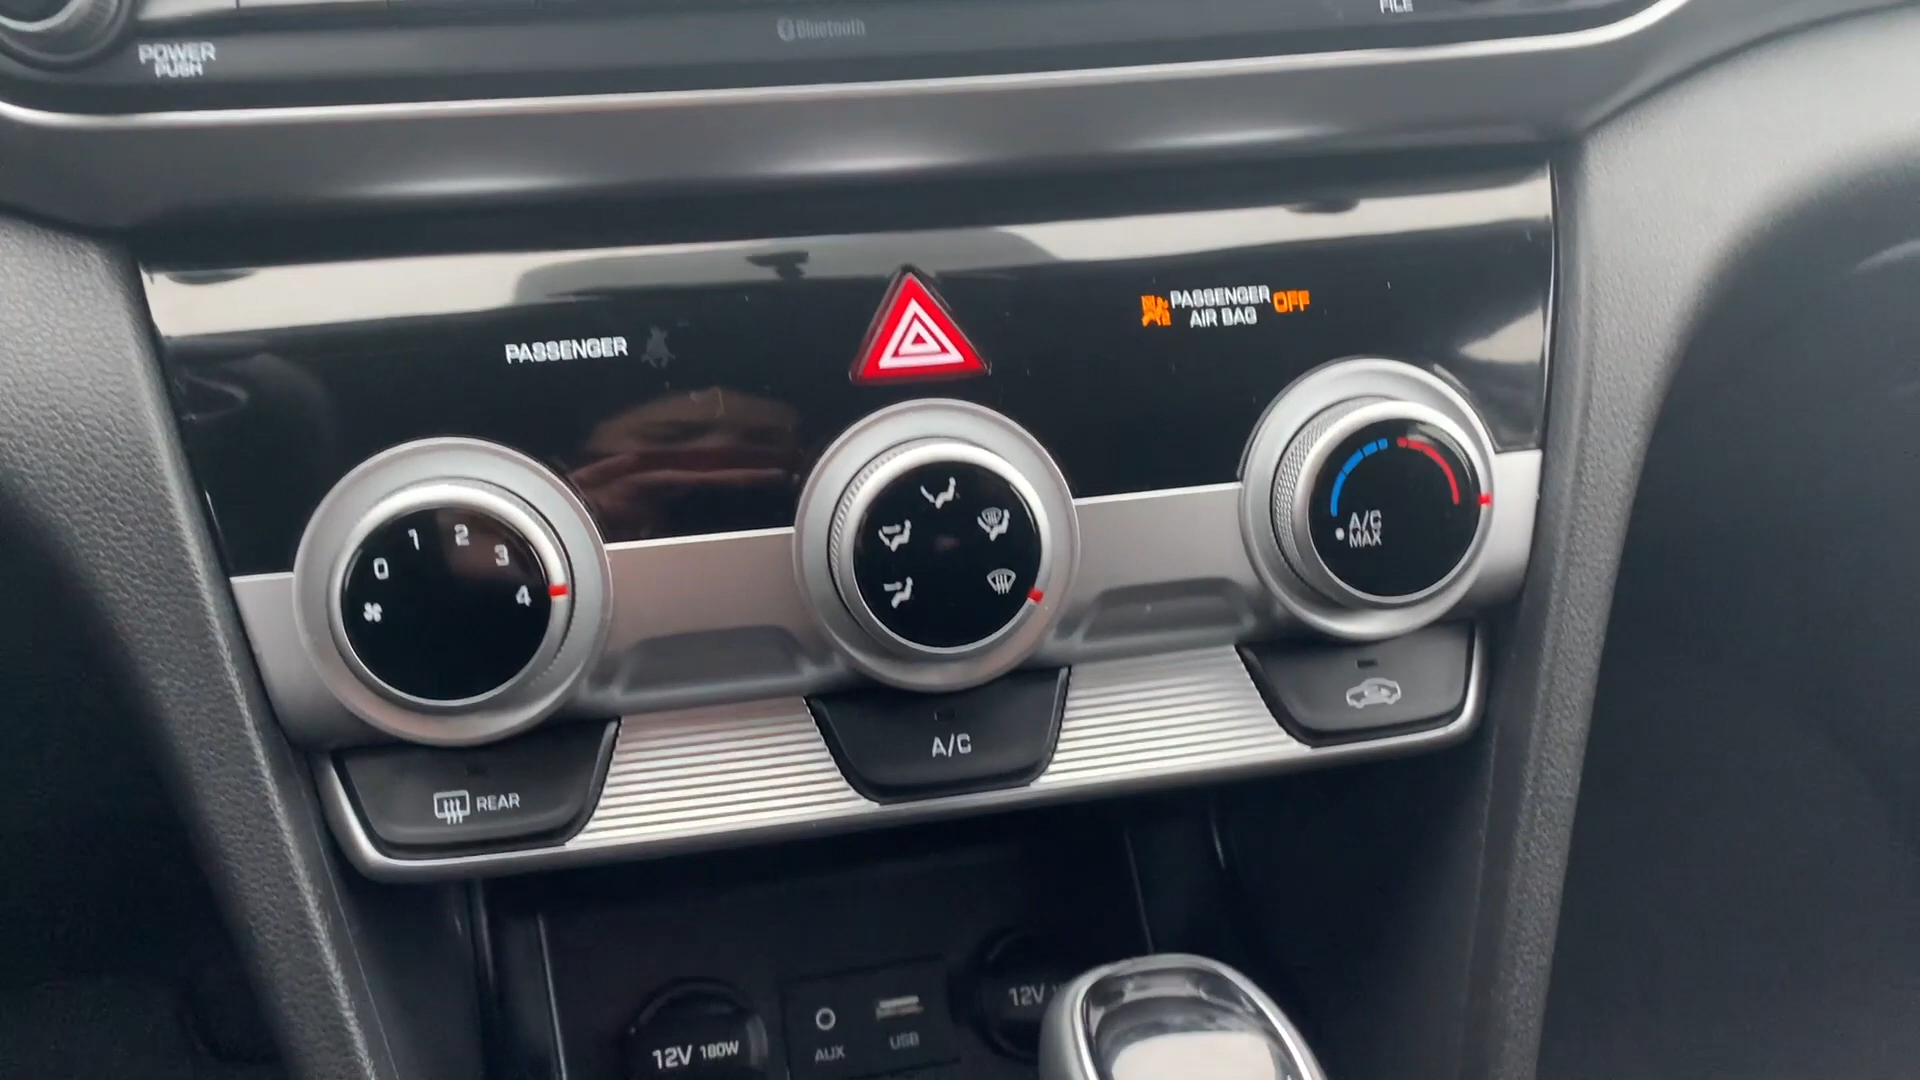 POWER
PUSH
Bluetooth
FILE
PASSENGER
PASSENGER
AIR BAG
OFF
0
1
2
3
4
A/C
MAX
REAR
A/C
12V 180W
AUX
USB
12V